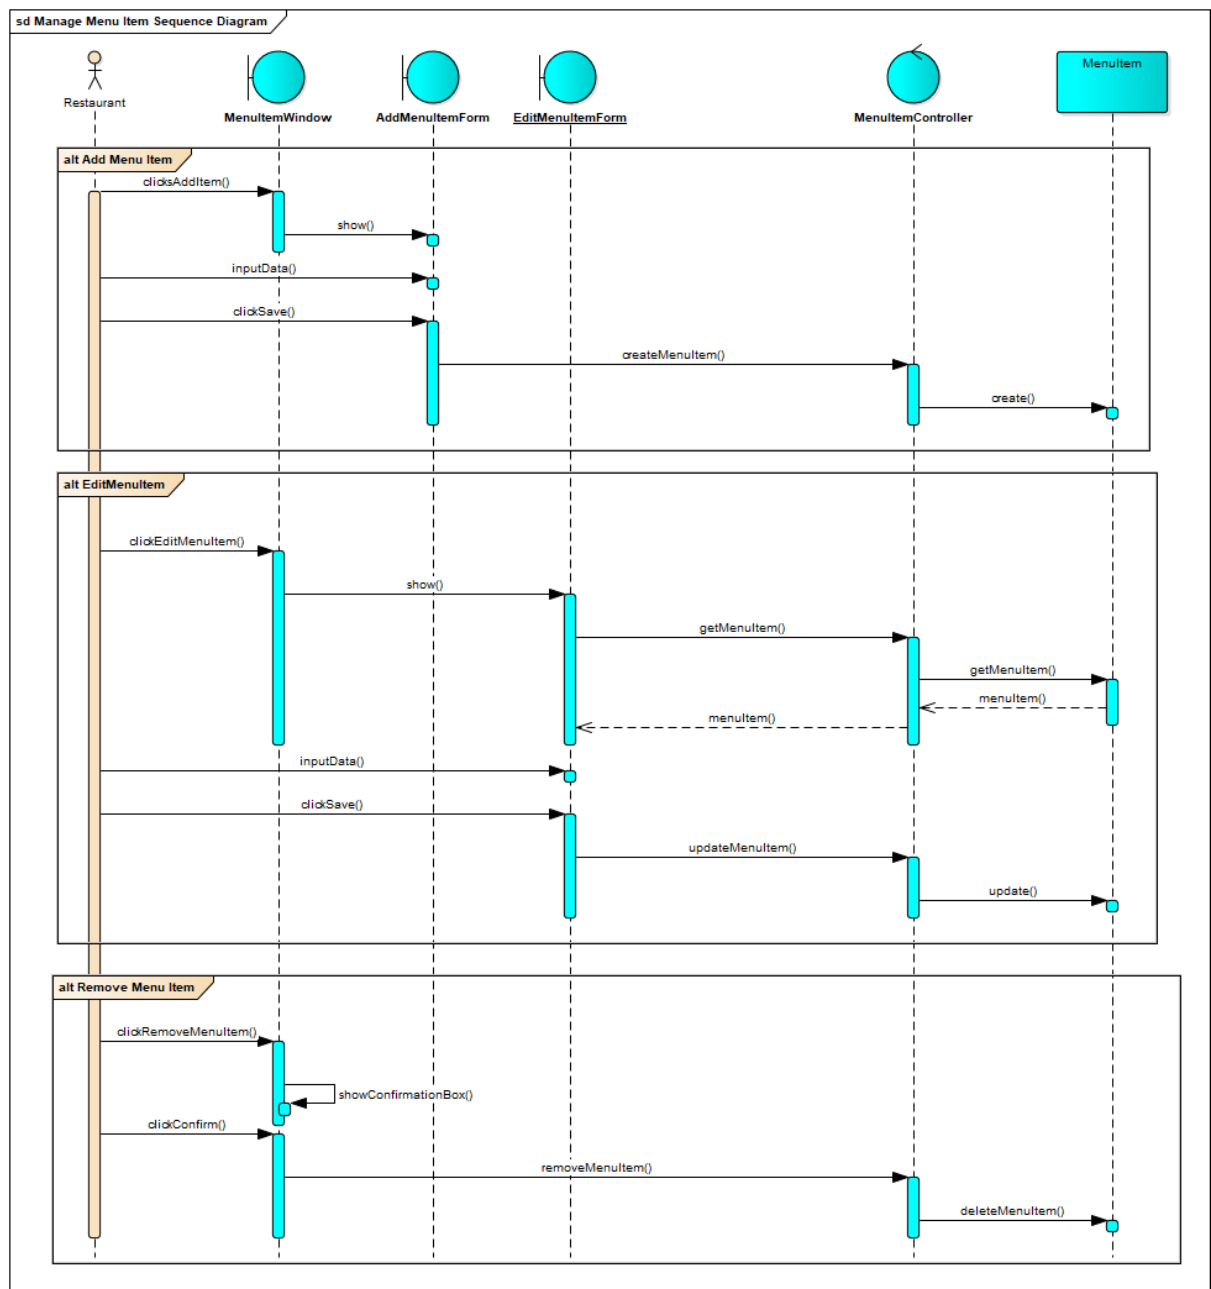 sd Manage Menu Item Sequence Diagram
Restaurant
MenuItemWindow
AddMenuItemForm
EditMenuItemForm
MenuItemController
MenuItem
alt Add Menu Item
clicksAddItem()
show()
inputData()
clickSave()
createMenuItem()
create()
alt EditMenuItem
clickEditMenuItem()
show()
getMenuItem()
getMenuItem()
menuItem()
menuItem()
inputData()
clickSave()
updateMenuItem()
update()
alt Remove Menu Item
clickRemoveMenuItem()
showConfirmationBox()
clickConfirm()
removeMenuItem()
deleteMenuItem()